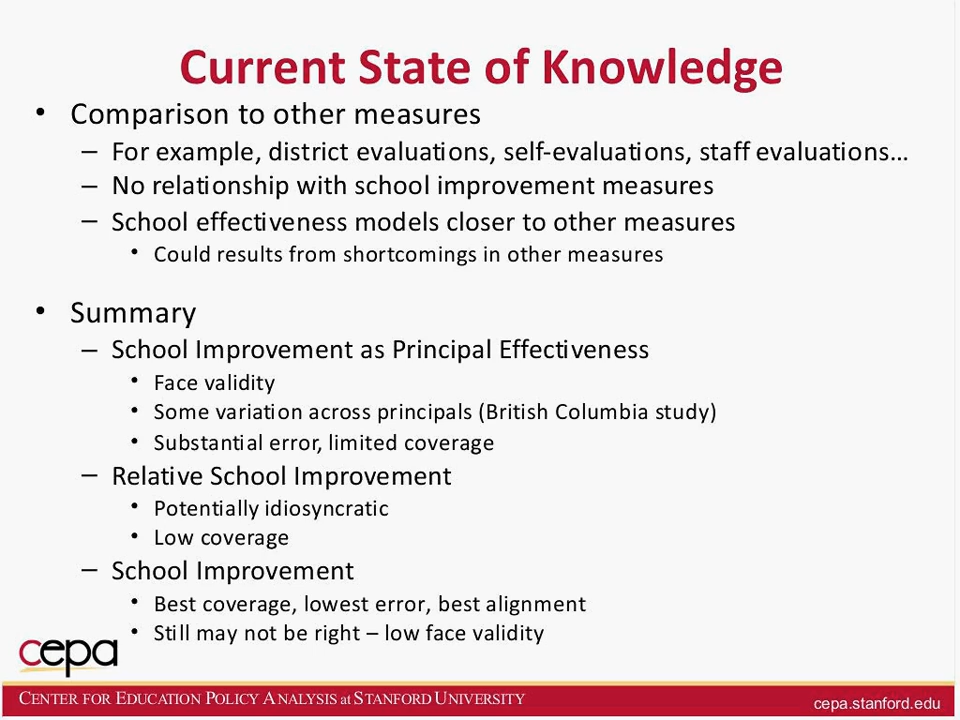 Current State of Knowledge
• Comparison to other measures
– For example, district evaluations, self-evaluations, staff evaluations…
– No relationship with school improvement measures
– School effectiveness models closer to other measures
• Could results from shortcomings in other measures
• Summary
– School Improvement as Principal Effectiveness
• Face validity
• Some variation across principals (British Columbia study)
• Substantial error, limited coverage
– Relative School Improvement
• Potentially idiosyncratic
• Low coverage
– School Improvement
• Best coverage, lowest error, best alignment
• Still may not be right – low face validity
cepa
CENTER FOR EDUCATION POLICY ANALYSIS at STANFORD UNIVERSITY
cepa.stanford.edu